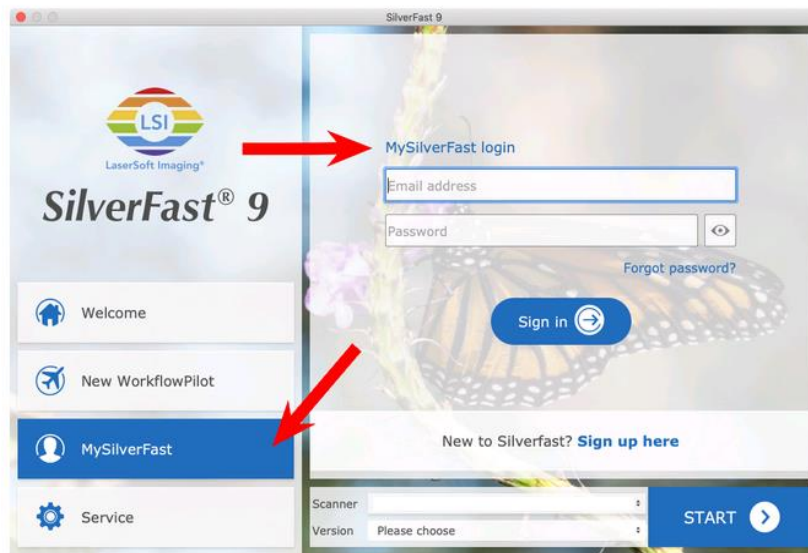 SilverFast 9
LSI
LaserSoft Imaging®
SilverFast® 9
Welcome
New WorkflowPilot
MySilverFast
Service
MySilverFast login
Email address
Password
Forgot password?
Sign in
New to Silverfast? Sign up here
Scanner
Version Please choose
START